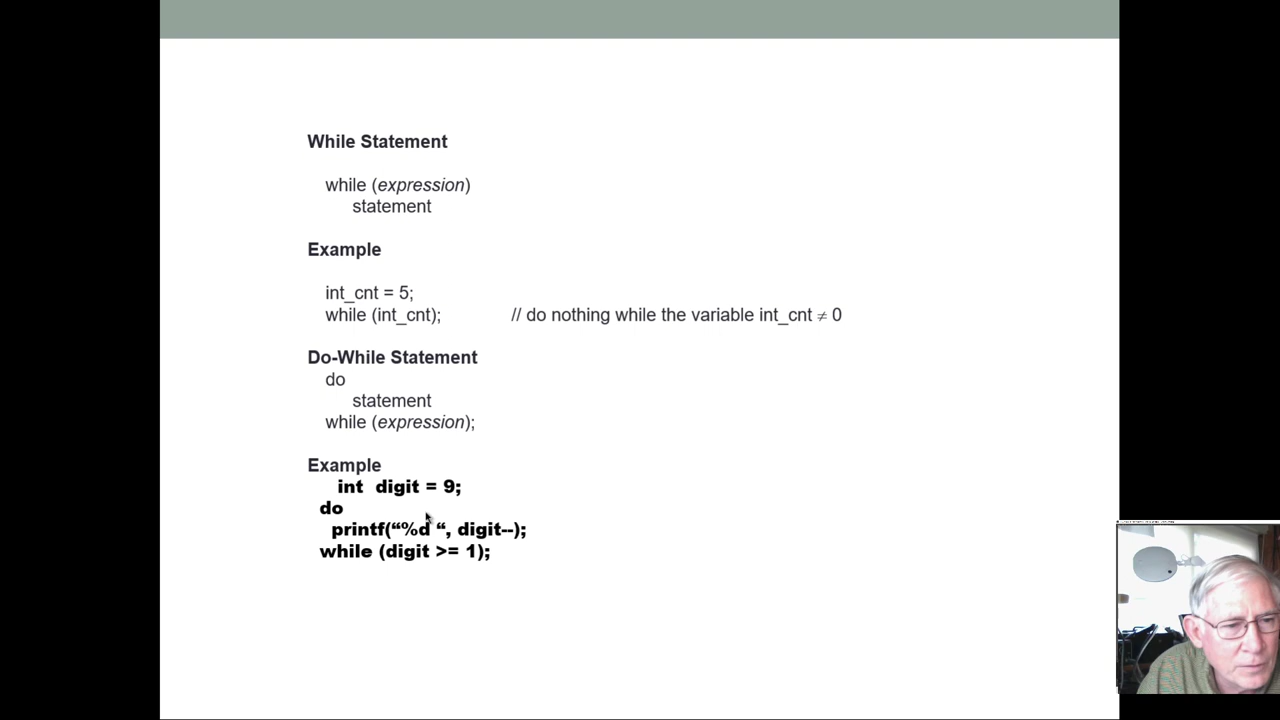 While Statement
while (expression)
statement
Example
int_cnt = 5;
while (int_cnt); // do nothing while the variable int_cnt ≠ 0
Do-While Statement
do
statement
while (expression);
Example
int digit = 9;
do
printf(“%d “, digit--);
while (digit >= 1);